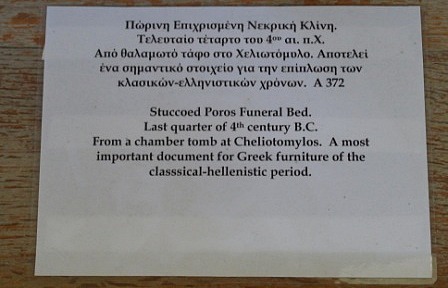 Πώρινη Επιχρισμένη Νεκρική Κλίνη.
Τελευταίο τέταρτο του 4ου αι. π.Χ.
Από θαλαμωτό τάφο στο Χελιωτόμυλο. Αποτελεί
ένα σημαντικό στοιχείο για την επίπλωση των
κλασικών-ελληνιστικών χρόνων. Α 372
Stuccoed Poros Funeral Bed.
Last quarter of 4th century B.C.
From a chamber tomb at Cheliotomylos. A most
important document for Greek furniture of the
classsical-hellenistic period.